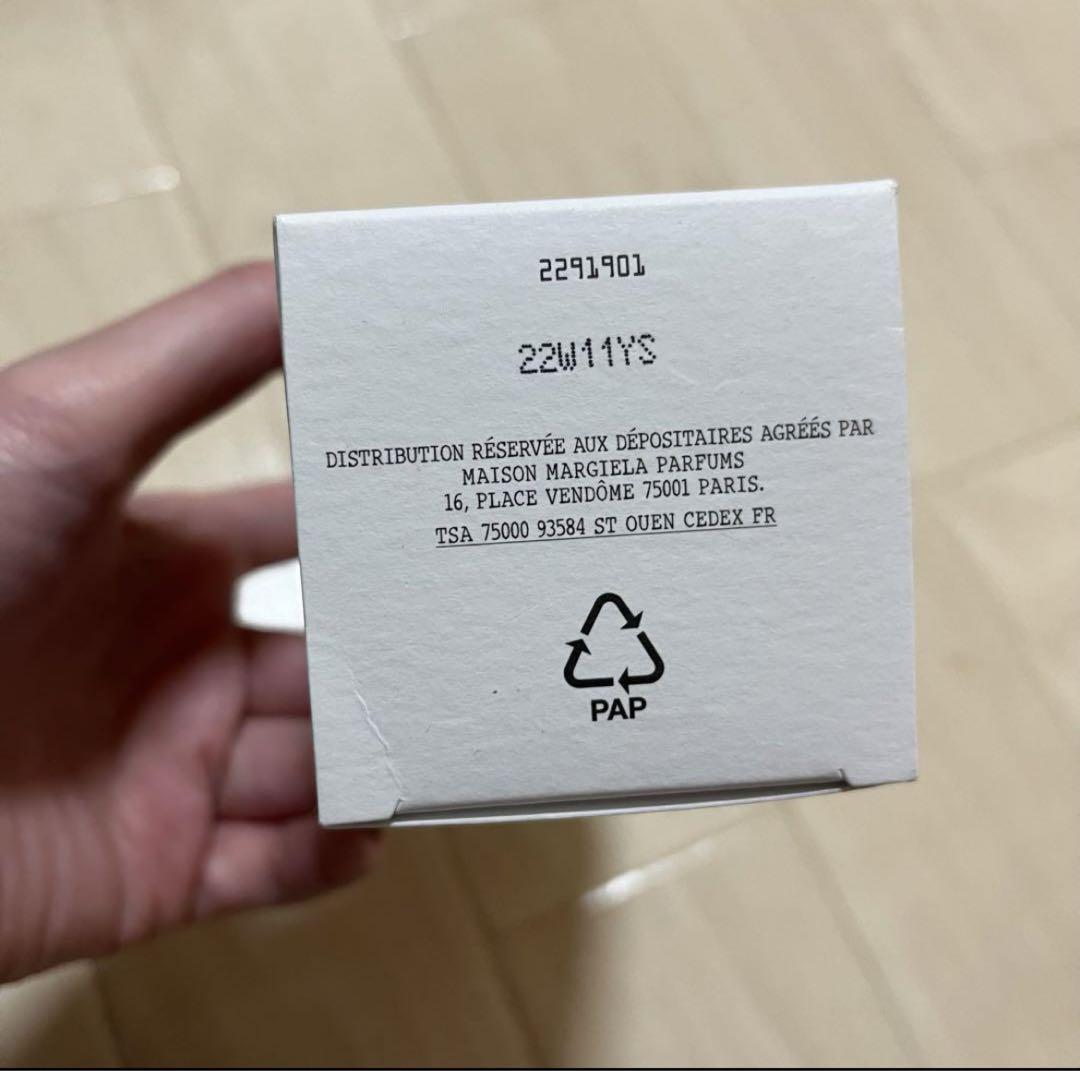 2291901
22W11YS
DISTRIBUTION RÉSERVÉE AUX DÉPOSITAIRES AGRÉÉS PAR
MAISON MARGIELA PARFUMS
16, PLACE VENDÔME 75001 PARIS.
TSA 75000 93584 ST OUEN CEDEX FR
PAP